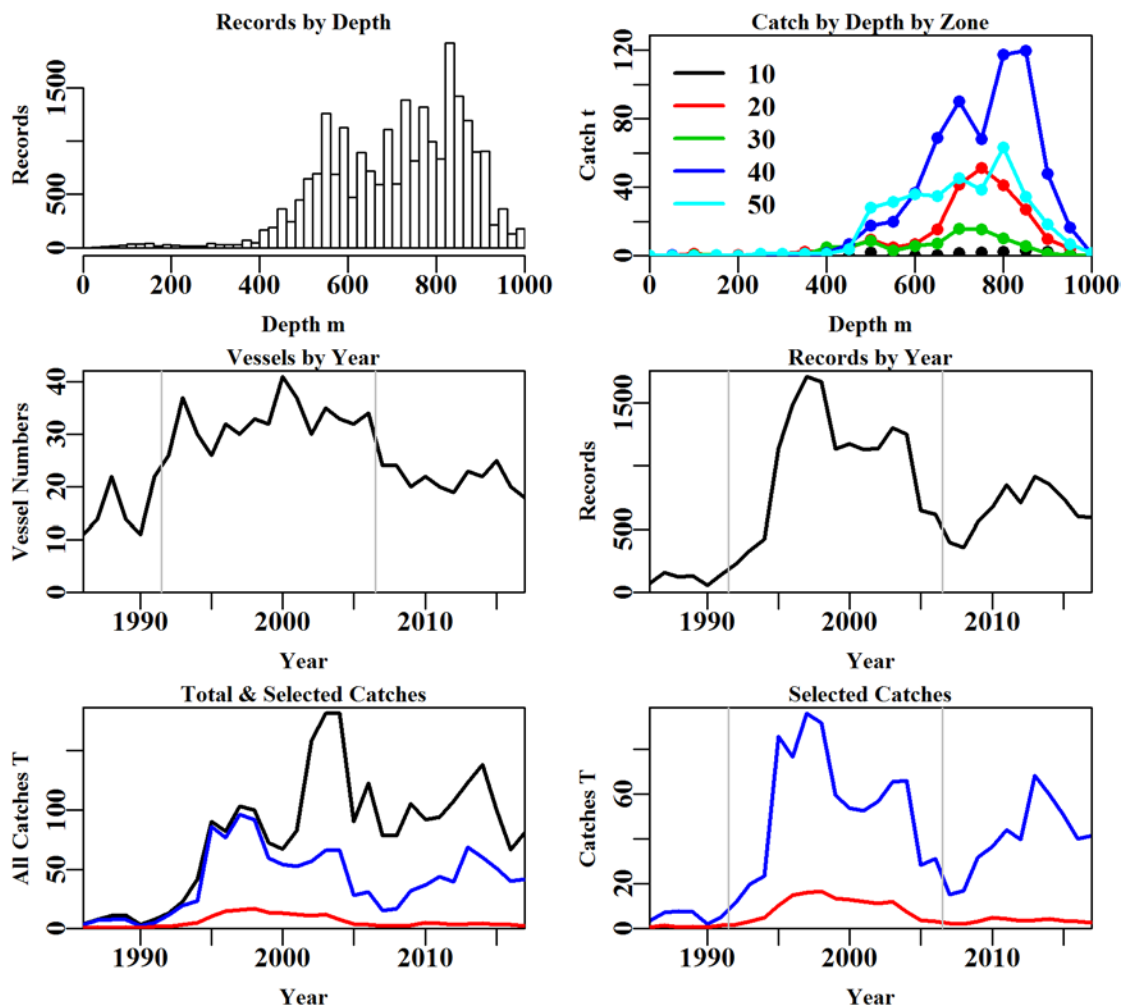 Records by Depth
Records
0
500
1500
0
200
400
600
800
1000
Depth m
Catch by Depth by Zone
Catch t
0
40
80
120
10
20
30
40
50
0
200
400
600
800
1000
Depth m
Vessels by Year
Vessel Numbers
0
10
20
30
40
1990
2000
2010
Year
Records by Year
Records
0
500
1500
1990
2000
2010
Year
Total & Selected Catches
All Catches T
0
50
100
1990
2000
2010
Year
Selected Catches
Catches T
0
20
60
1990
2000
2010
Year